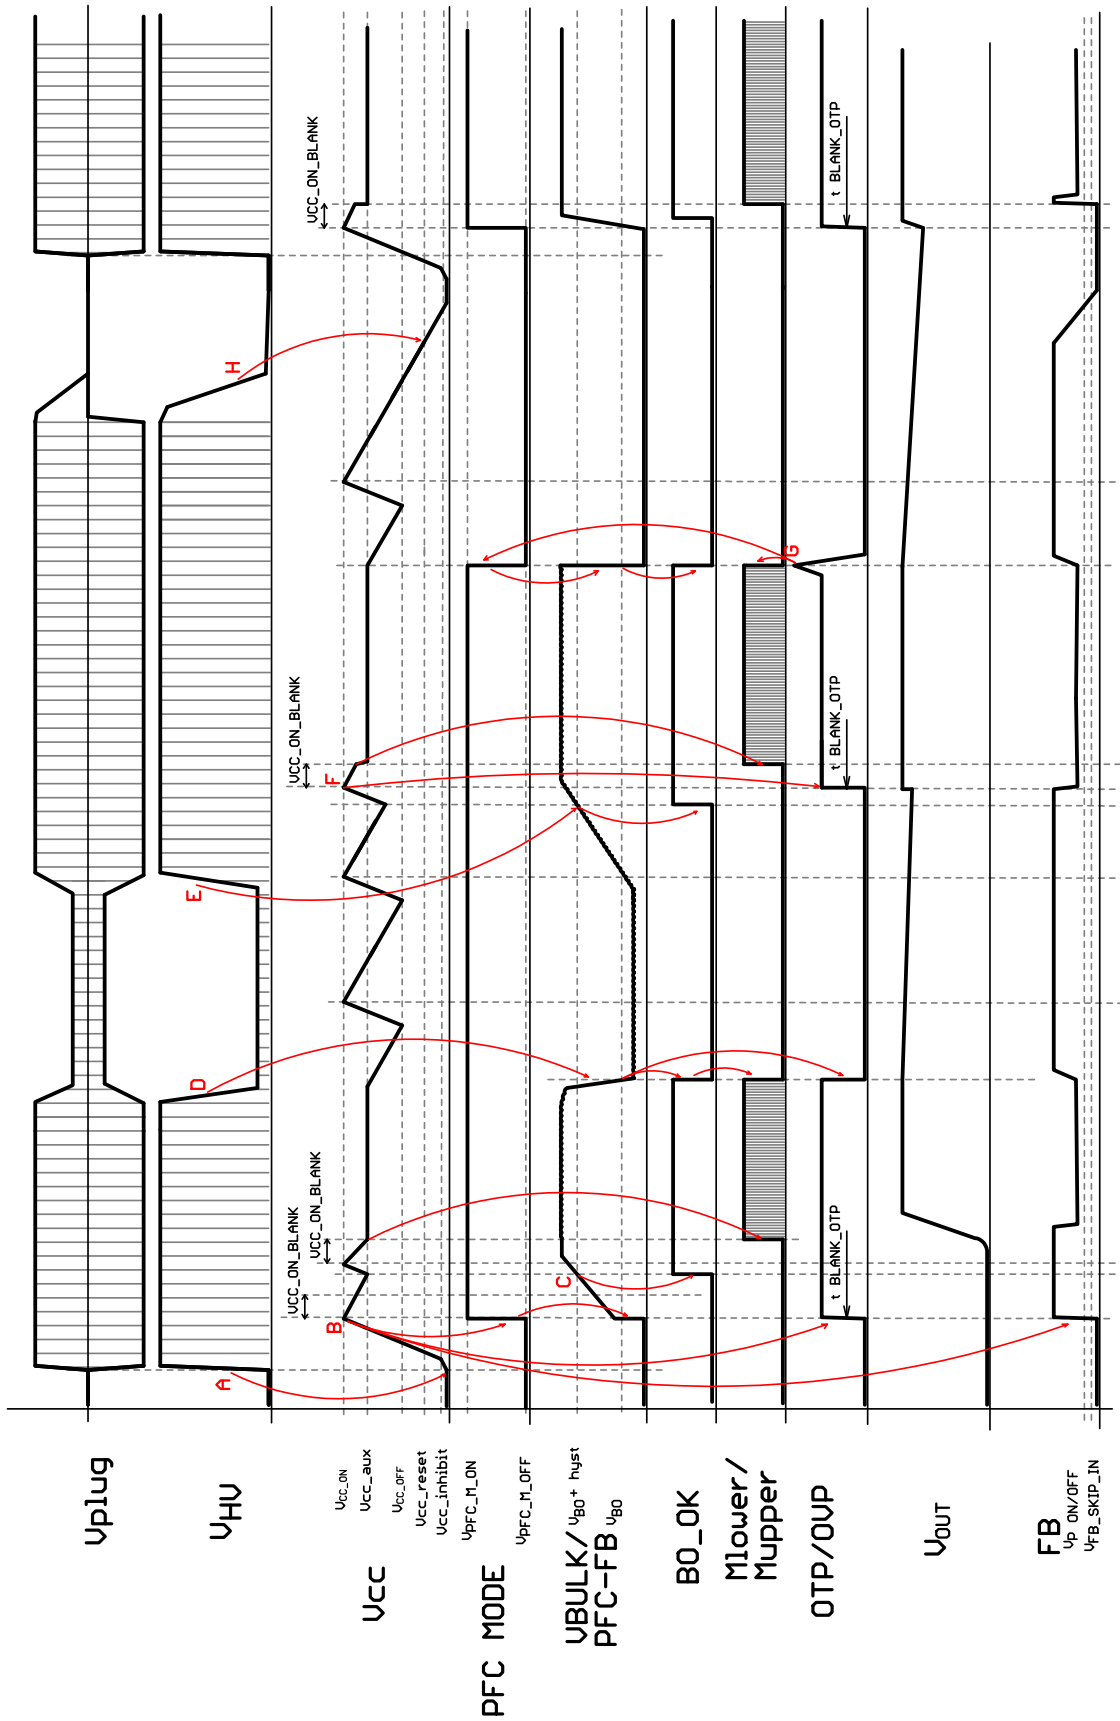 Vplug
VHV
Vcc
VCC_ON
Vcc_aux
VCC_OFF
Vcc_reset
Vcc_inhibit
PFC MODE
VPFC_M_ON
VPFC_M_OFF
VBULK/
PFC-FB
VBO+ hyst
VBO
BO_OK
Mlower/
Mupper
OTP/OVP
VOUT
FB
VP ON/OFF
VFB_SKIP_IN
A
B
C
D
E
F
G
H
VCC_ON_BLANK
VCC_ON_BLANK
VCC_ON_BLANK
VCC_ON_BLANK
t BLANK_OTP
t BLANK_OTP
t BLANK_OTP